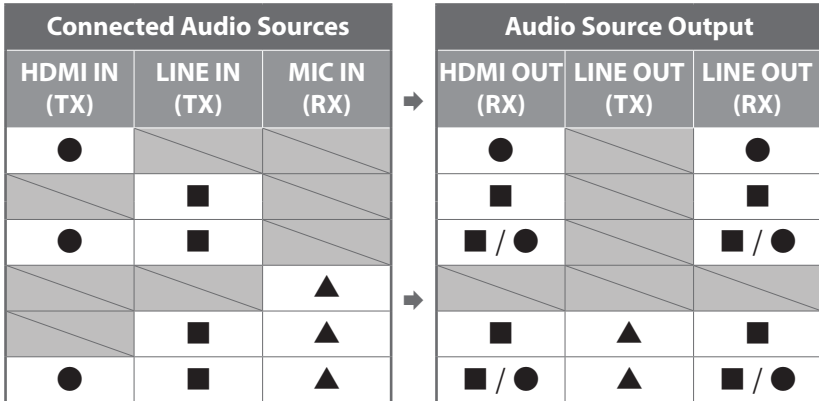 Connected Audio Sources
HDMI IN (TX) LINE IN (TX) MIC IN (RX)
●
■
● ■
▲
■ ▲
● ■ ▲
Audio Source Output
HDMI OUT (RX) LINE OUT (TX) LINE OUT (RX)
● ●
■ ■
■ / ● ■ / ●
■ ▲ ■
■ / ● ▲ ■ / ●